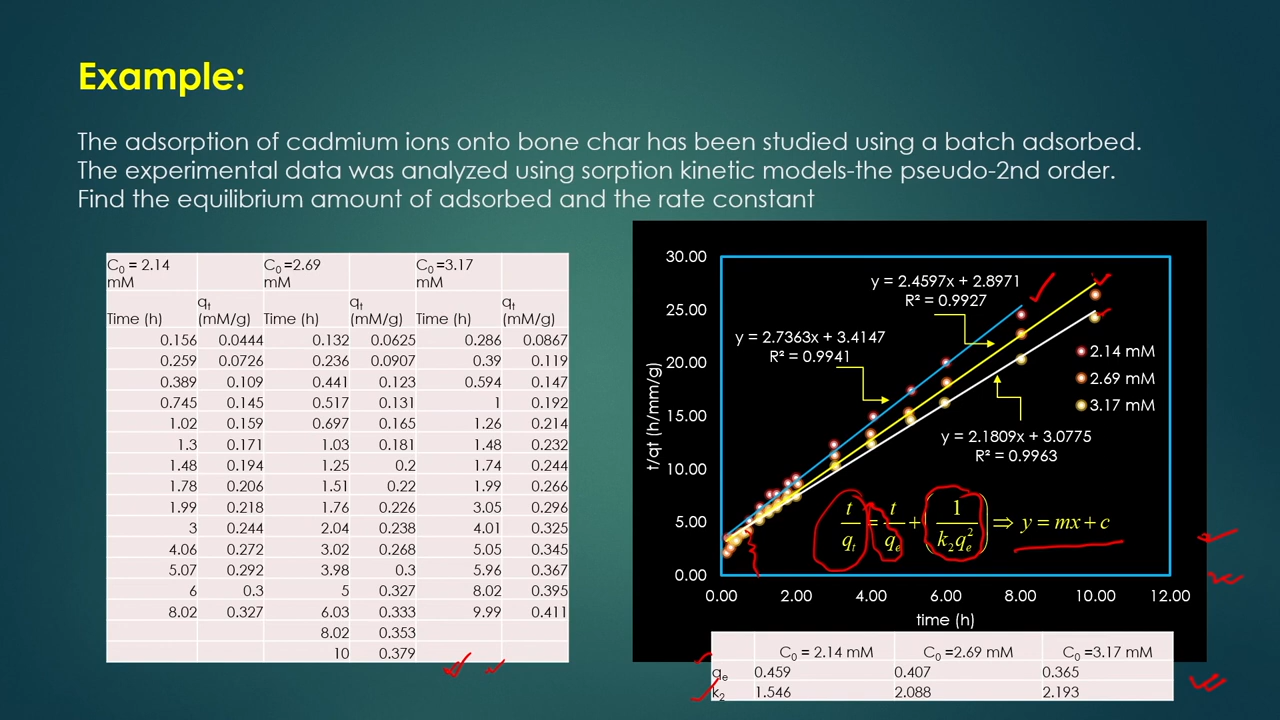 Example:
The adsorption of cadmium ions onto bone char has been studied using a batch adsorbed.
The experimental data was analyzed using sorption kinetic models-the pseudo-2nd order.
Find the equilibrium amount of adsorbed and the rate constant
C0 = 2.14 mM C0 =2.69 mM C0 =3.17 mM
Time (h) qt (mM/g) Time (h) qt (mM/g) Time (h) qt (mM/g)
0.156 0.0444 0.132 0.0625 0.286 0.0867
0.259 0.0726 0.236 0.0907 0.39 0.119
0.389 0.109 0.441 0.123 0.594 0.147
0.745 0.145 0.517 0.131 1 0.192
1.02 0.159 0.697 0.165 1.26 0.214
1.3 0.171 1.03 0.181 1.48 0.232
1.48 0.194 1.25 0.2 1.74 0.244
1.78 0.206 1.51 0.22 1.99 0.266
1.99 0.218 1.76 0.226 3.05 0.296
3 0.244 2.04 0.238 4.01 0.325
4.06 0.272 3.02 0.268 5.05 0.345
5.07 0.292 3.98 0.3 5.96 0.367
6 0.3 5 0.327 8.02 0.395
8.02 0.327 6.03 0.333 9.99 0.411
8.02 0.353
10 0.379
t/qt (h/mm/g)
30.00
25.00
20.00
15.00
10.00
5.00
0.00
y = 2.4597x + 2.8971
R² = 0.9927
y = 2.7363x + 3.4147
R² = 0.9941
2.14 mM
2.69 mM
3.17 mM
y = 2.1809x + 3.0775
R² = 0.9963
t/qt = t/qe + (1/k2qe²) ⇒ y = mx + c
0.00 2.00 4.00 6.00 8.00 10.00 12.00
time (h)
C0 = 2.14 mM C0 =2.69 mM C0 =3.17 mM
qe 0.459 0.407 0.365
k2 1.546 2.088 2.193